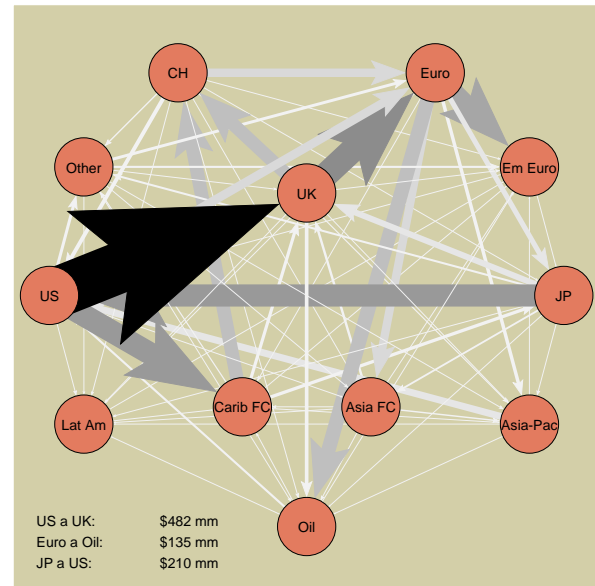 CH
Euro
Other
Em Euro
UK
US
JP
Carib FC
Asia FC
Lat Am
Asia-Pac
Oil
US a UK: $482 mm
Euro a Oil: $135 mm
JP a US: $210 mm